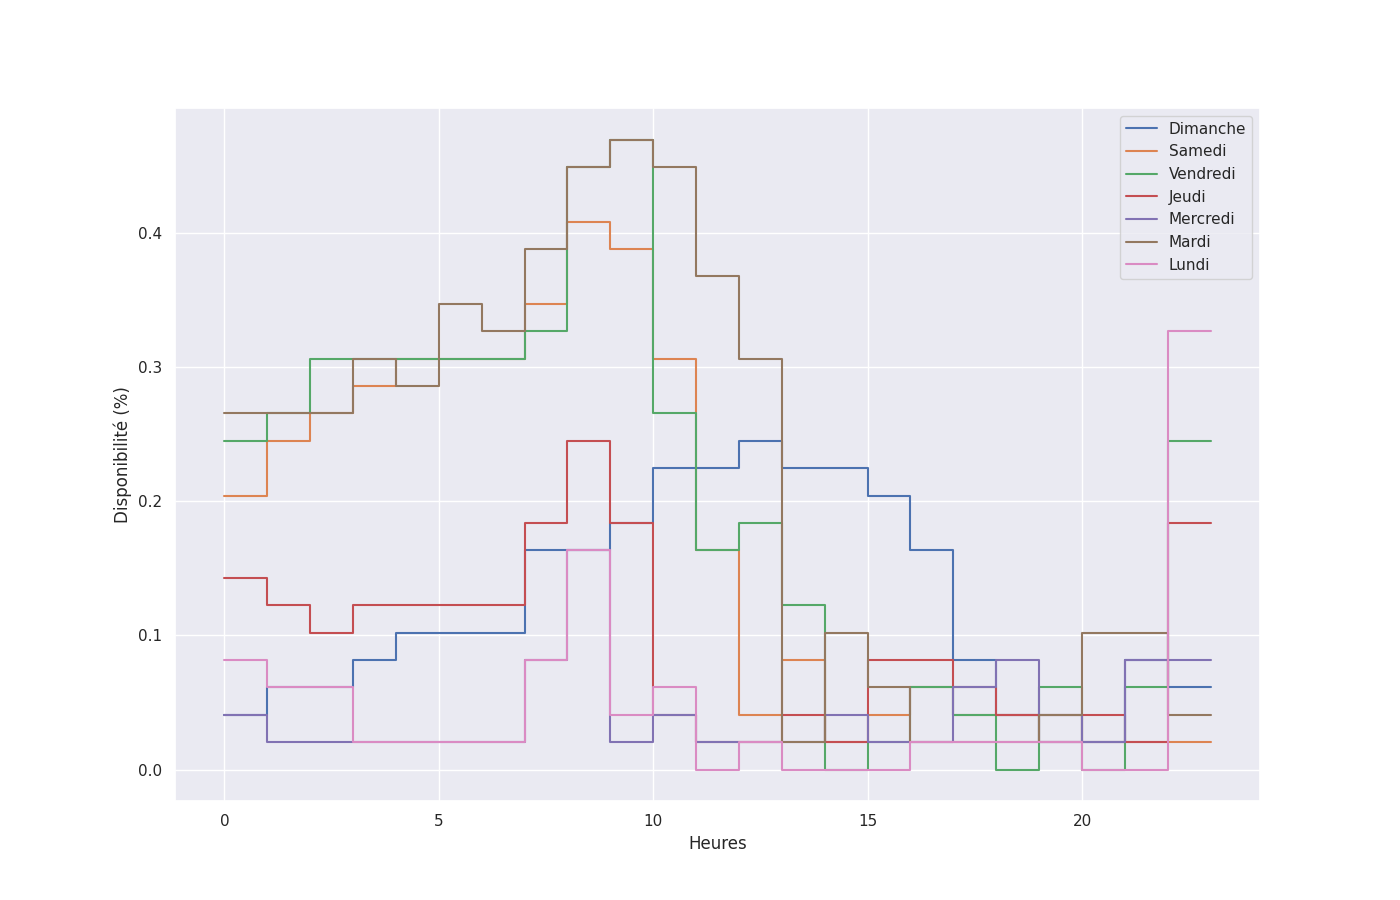 Dimanche
Samedi
Vendredi
Jeudi
Mercredi
Mardi
Lundi
0.4
0.3
0.2
0.1
0.0
Disponibilité (%)
0 5 10 15 20
Heures